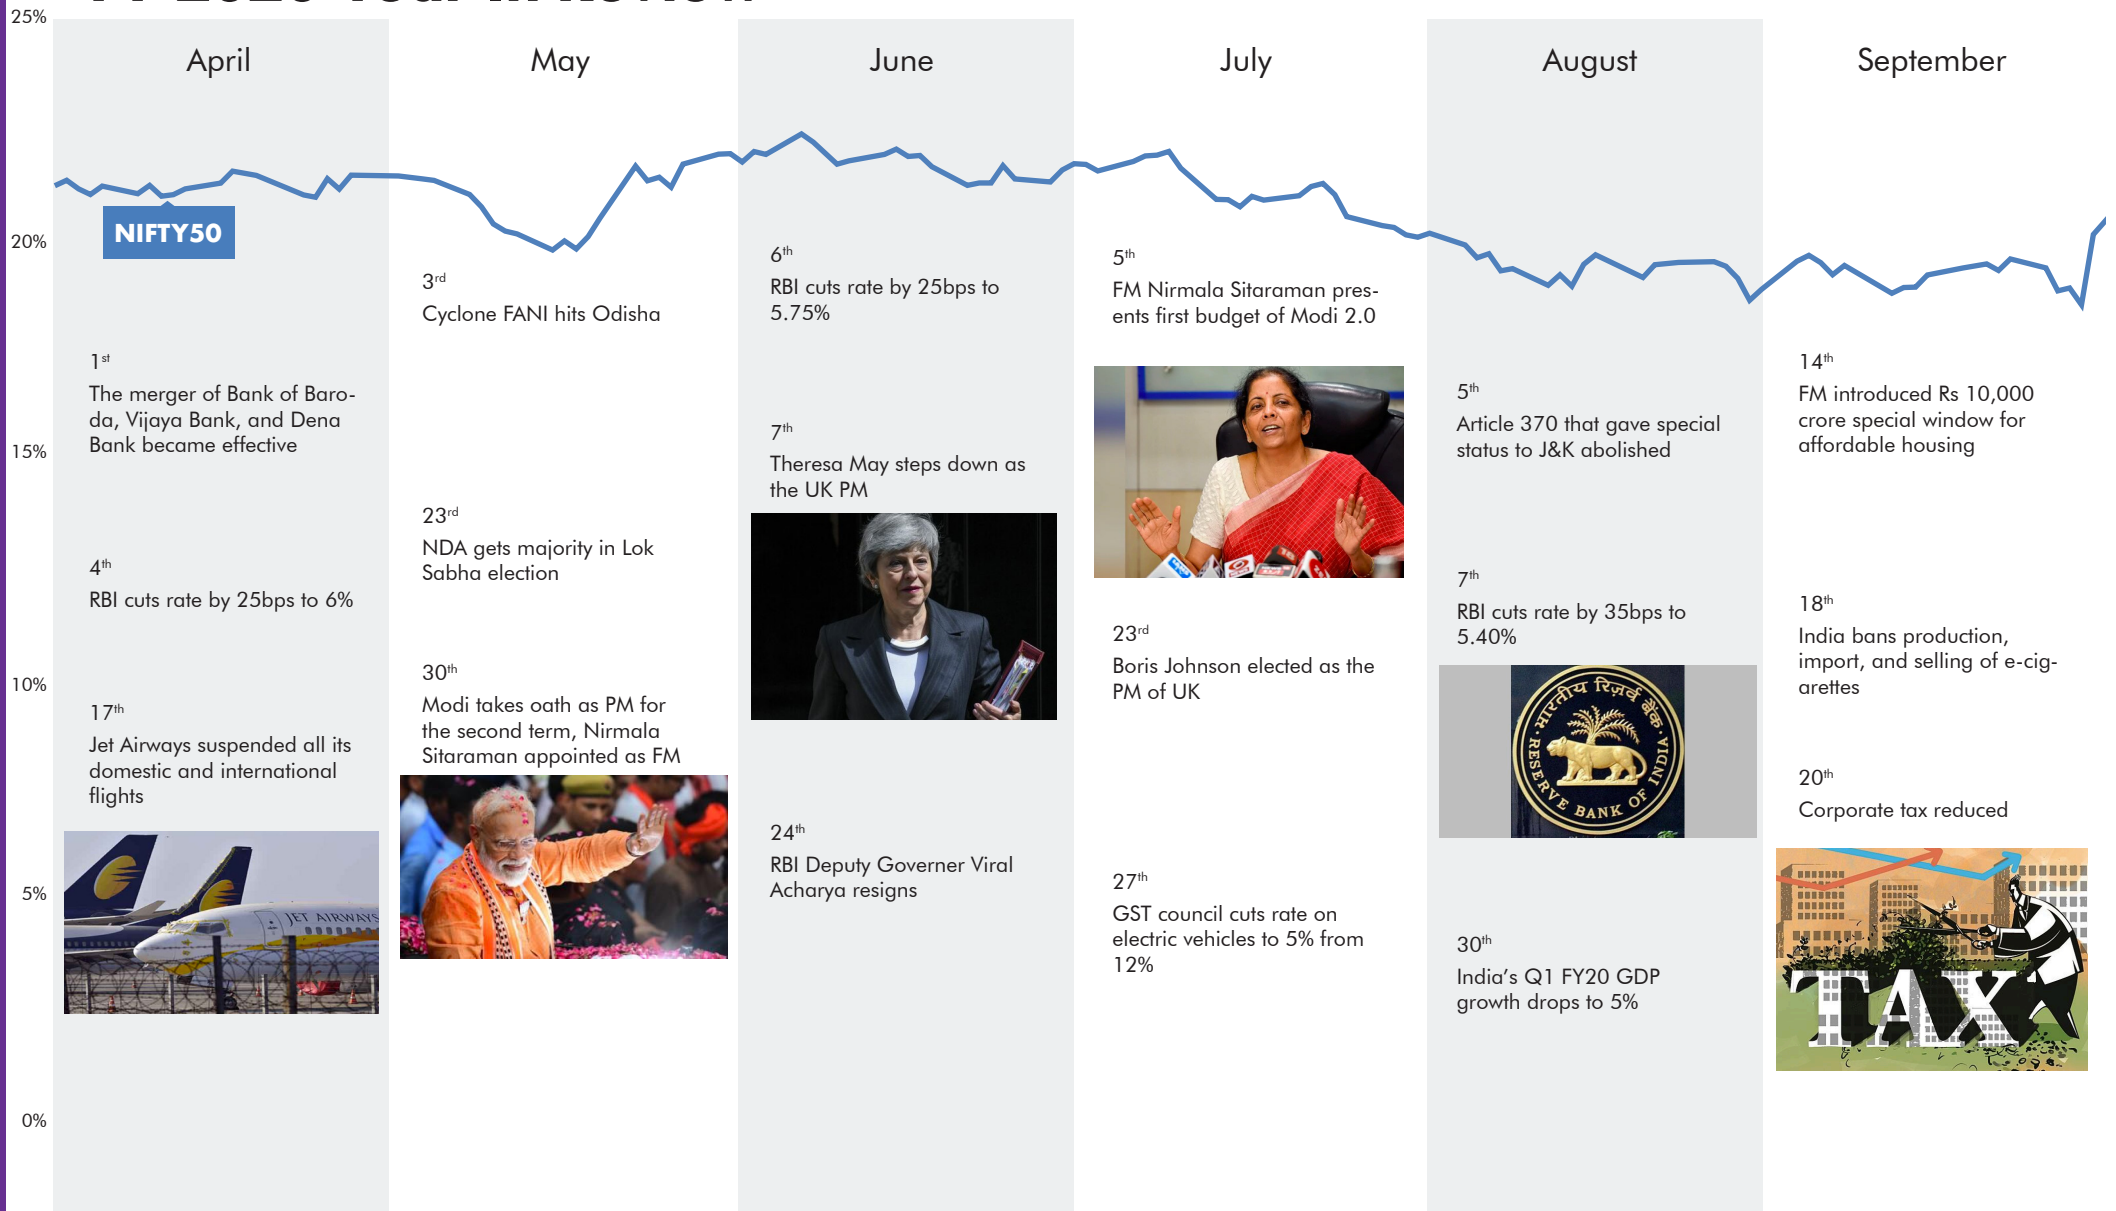 25%
April
May
June
July
August
September
NIFTY50
20%
15%
10%
5%
0%
1st
The merger of Bank of Baro-
da, Vijaya Bank, and Dena
Bank became effective
4th
RBI cuts rate by 25bps to 6%
17th
Jet Airways suspended all its
domestic and international
flights
JET AIRWAYS
3rd
Cyclone FANI hits Odisha
23rd
NDA gets majority in Lok
Sabha election
30th
Modi takes oath as PM for
the second term, Nirmala
Sitaraman appointed as FM
6th
RBI cuts rate by 25bps to
5.75%
7th
Theresa May steps down as
the UK PM
24th
RBI Deputy Governer Viral
Acharya resigns
5th
FM Nirmala Sitaraman pres-
ents first budget of Modi 2.0
23rd
Boris Johnson elected as the
PM of UK
27th
GST council cuts rate on
electric vehicles to 5% from
12%
5th
Article 370 that gave special
status to J&K abolished
7th
RBI cuts rate by 35bps to
5.40%
भारतीय रिज़र्व बैंक
RESERVE BANK OF INDIA
30th
India's Q1 FY20 GDP
growth drops to 5%
14th
FM introduced Rs 10,000
crore special window for
affordable housing
18th
India bans production,
import, and selling of e-cig-
arettes
20th
Corporate tax reduced
TAX